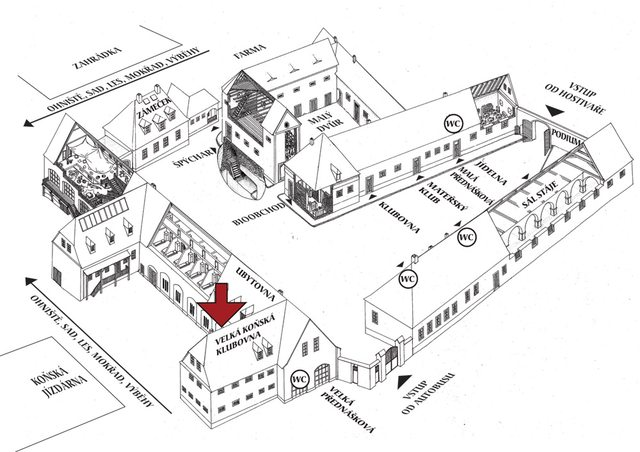 ZAHRÁDKA
OHNIŠTĚ, SAD, LES, MOKŘAD, VÝBĚHY
FARMA
ZÁMEČEK
ŠPÝCHAR
MALÝ
DVŮR
WC
VSTUP
OD HOSTIVAŘE
PODIUM
JÍDELNA
MALÁ
PŘEDNÁŠKOVÁ
MATEŘSKÝ
KLUB
KLUBOVNA
BIOOBCHOD
SÁL STÁJE
WC
WC
UBYTOVNA
VELKÁ KOŇSKÁ
KLUBOVNA
WC
VELKÁ
PŘEDNÁŠKOVÁ
VSTUP
OD AUTOBUSU
OHNIŠTĚ, SAD, LES, MOKŘAD, VÝBĚHY
KOŇSKÁ
JÍZDÁRNA